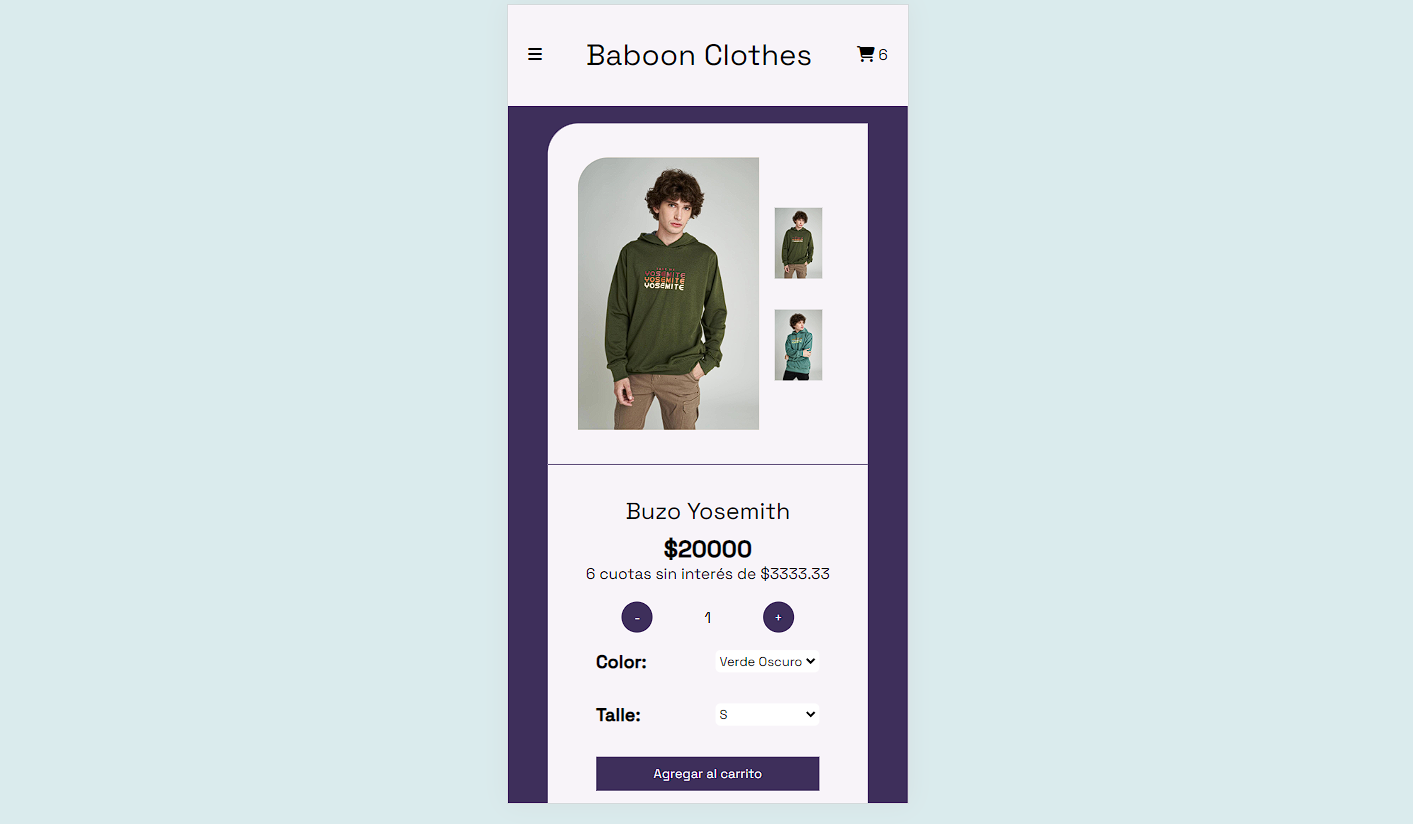 Baboon Clothes
6
YOSEMITE
YOSEMITE
YOSEMITE
Buzo Yosemith
$20000
6 cuotas sin interés de $3333.33
- 1 +
Color: Verde Oscuro
Talle: S
Agregar al carrito